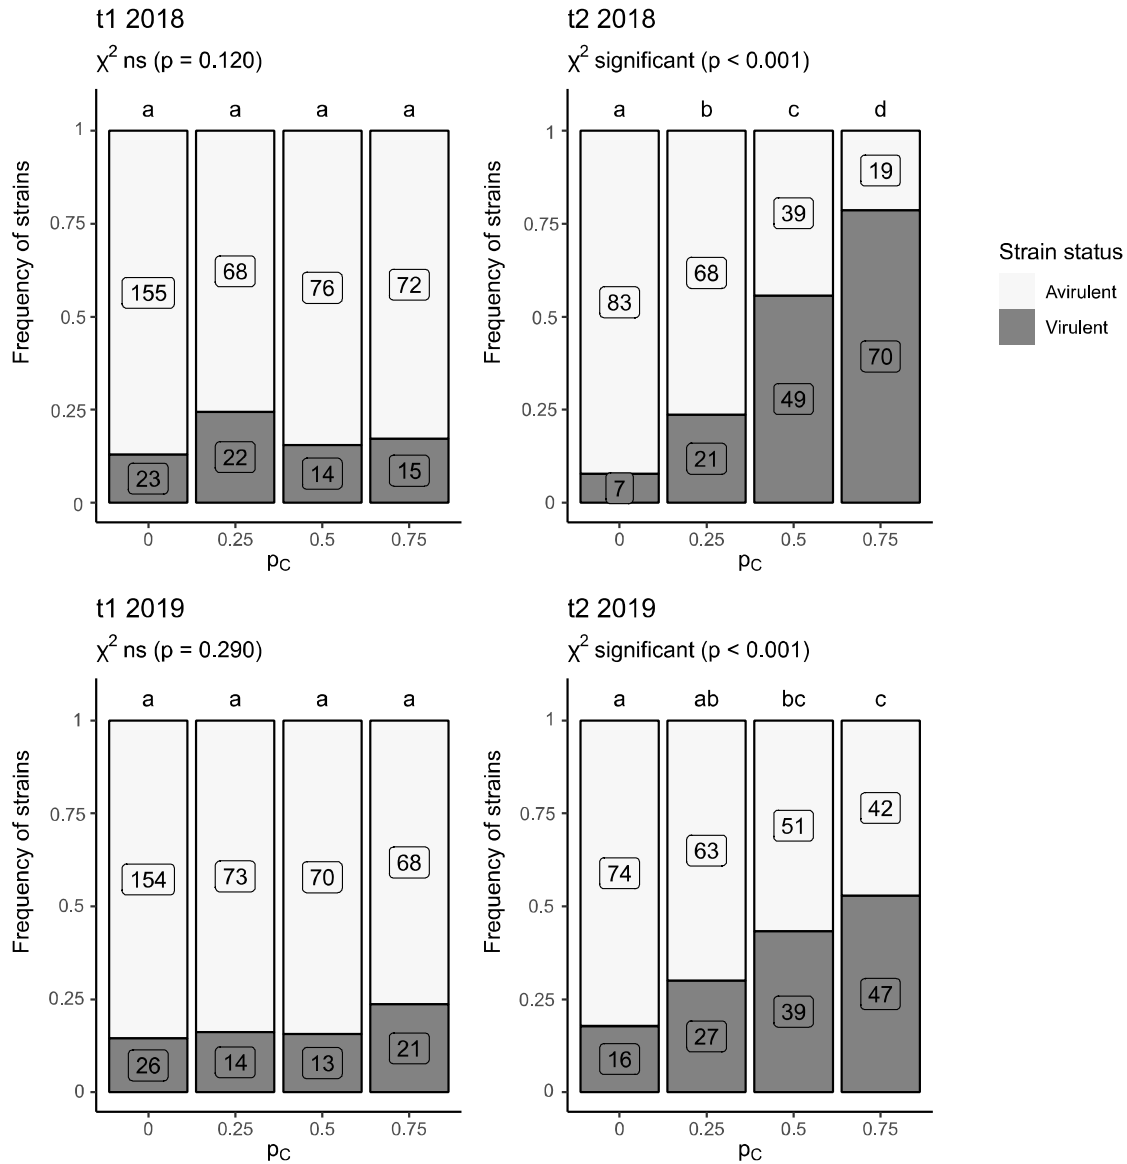 t1 2018
χ² ns (p = 0.120)
a a a a
1
0.75
0.5
0.25
0
Frequency of strains
155 68 76 72
23 22 14 15
0 0.25 0.5 0.75
pC
t2 2018
χ² significant (p < 0.001)
a b c d
1
0.75
0.5
0.25
0
Frequency of strains
83 68 39 19
7 21 49 70
0 0.25 0.5 0.75
pC
Strain status
Avirulent
Virulent
t1 2019
χ² ns (p = 0.290)
a a a a
1
0.75
0.5
0.25
0
Frequency of strains
154 73 70 68
26 14 13 21
0 0.25 0.5 0.75
pC
t2 2019
χ² significant (p < 0.001)
a ab bc c
1
0.75
0.5
0.25
0
Frequency of strains
74 63 51 42
16 27 39 47
0 0.25 0.5 0.75
pC